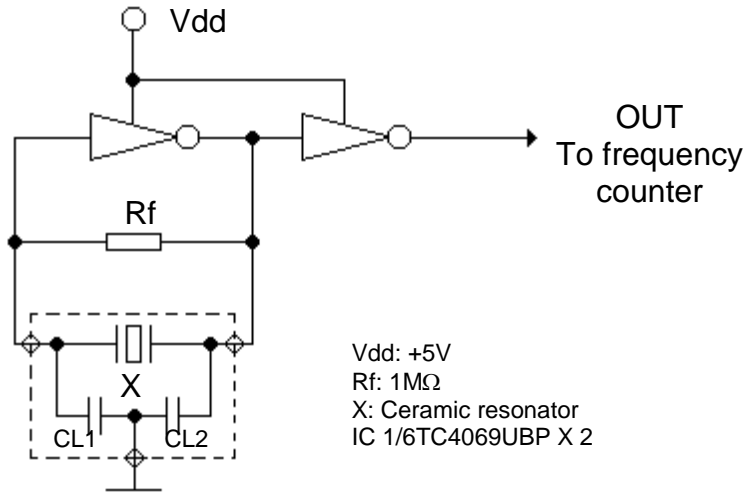 Vdd
OUT
To frequency
counter
Rf
X
CL1
CL2
Vdd: +5V
Rf: 1MΩ
X: Ceramic resonator
IC 1/6TC4069UBP X 2